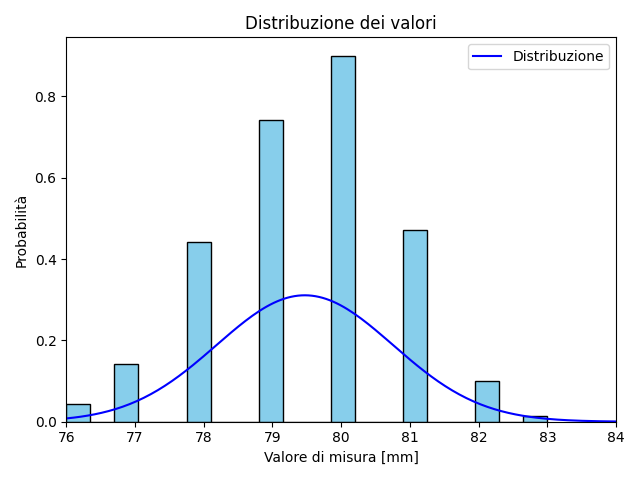 Distribuzione dei valori
Distribuzione
0.8
0.6
0.4
0.2
0.0
Probabilità
76 77 78 79 80 81 82 83 84
Valore di misura [mm]